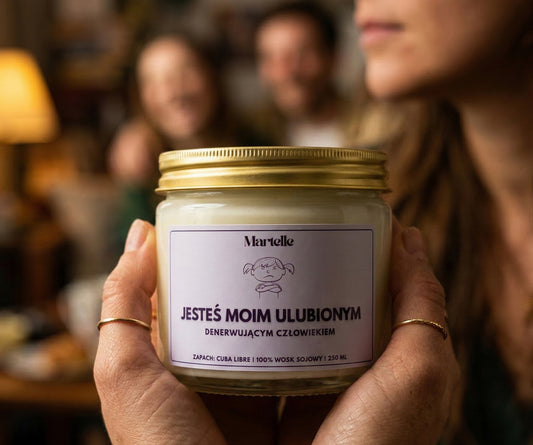 Martelle
JESTEŚ MOIM ULUBIONYM
DENERWUJĄCYM CZŁOWIEKIEM
ZAPACH: CUBA LIBRE I 100% WOSK SOJOWY I 250 ML